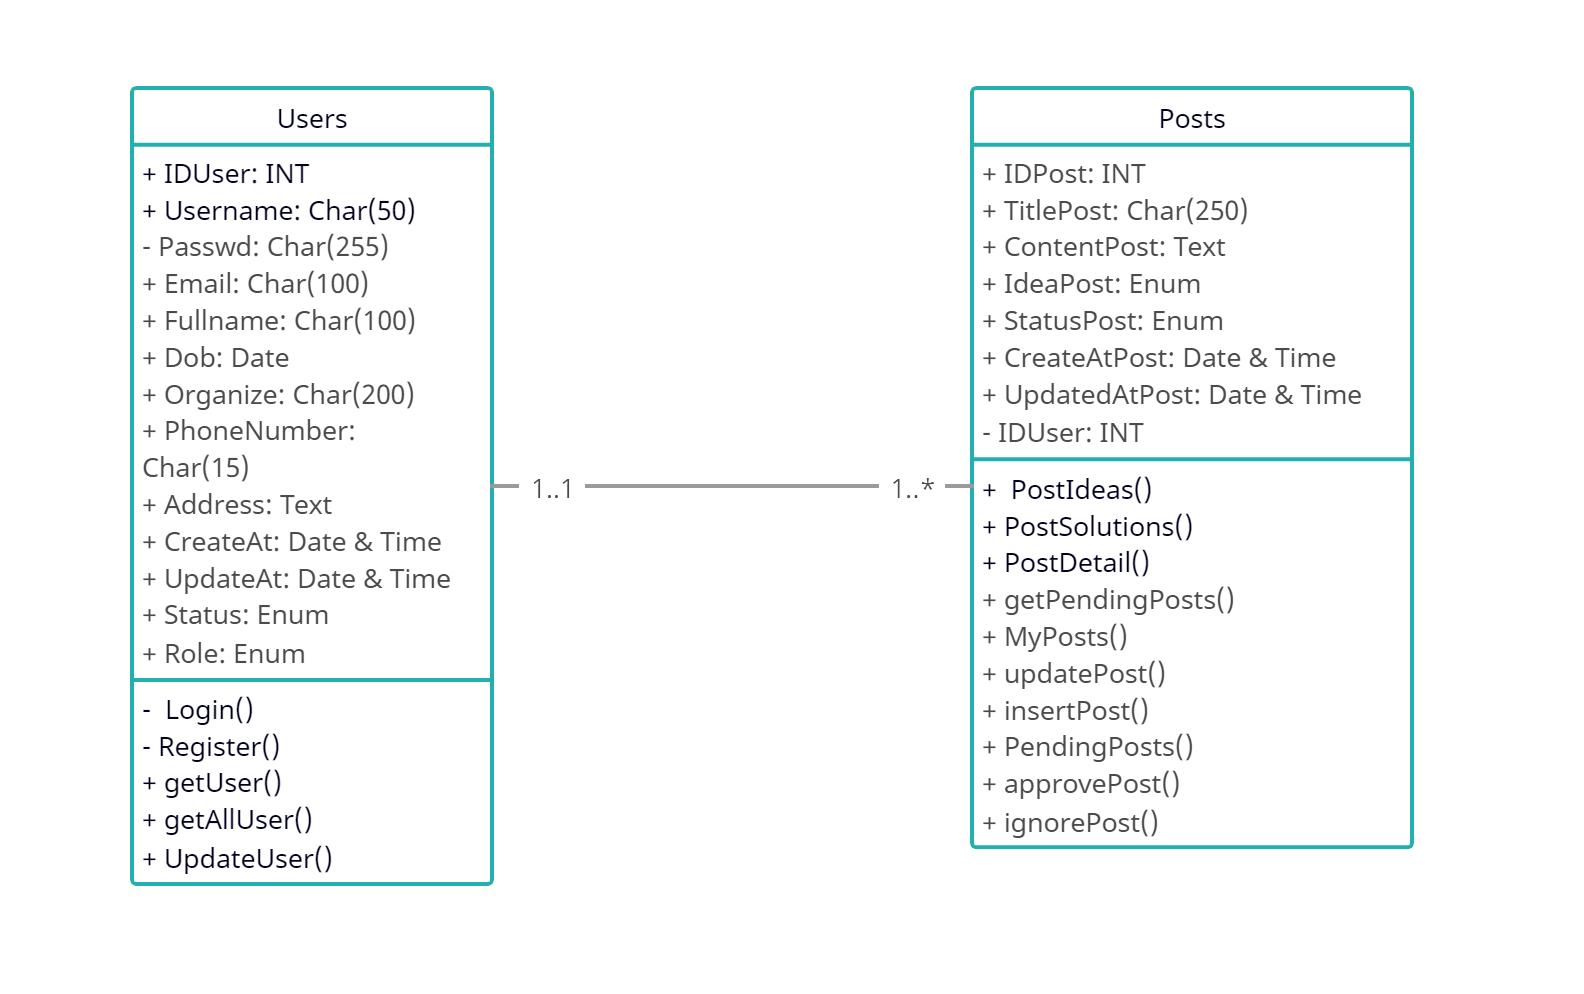 Users
+ IDUser: INT
+ Username: Char(50)
- Passwd: Char(255)
+ Email: Char(100)
+ Fullname: Char(100)
+ Dob: Date
+ Organize: Char(200)
+ PhoneNumber:
Char(15)
+ Address: Text
+ CreateAt: Date & Time
+ UpdateAt: Date & Time
+ Status: Enum
+ Role: Enum
-  Login()
- Register()
+ getUser()
+ getAllUser()
+ UpdateUser()
1..1
1..*
Posts
+ IDPost: INT
+ TitlePost: Char(250)
+ ContentPost: Text
+ IdeaPost: Enum
+ StatusPost: Enum
+ CreateAtPost: Date & Time
+ UpdatedAtPost: Date & Time
- IDUser: INT
+  PostIdeas()
+ PostSolutions()
+ PostDetail()
+ getPendingPosts()
+ MyPosts()
+ updatePost()
+ insertPost()
+ PendingPosts()
+ approvePost()
+ ignorePost()